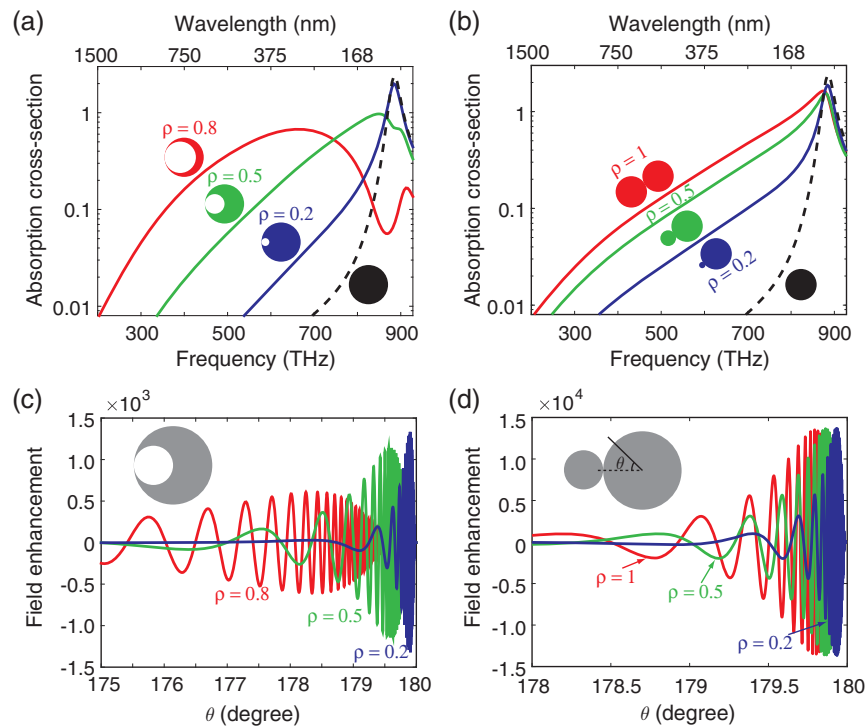 (a)
Wavelength (nm)
1500 750 375 168
Absorption cross-section
1
0.1
0.01
ρ = 0.8
ρ = 0.5
ρ = 0.2
300 500 700 900
Frequency (THz)
(b)
Wavelength (nm)
1500 750 375 168
Absorption cross-section
1
0.1
0.01
ρ = 1
ρ = 0.5
ρ = 0.2
300 500 700 900
Frequency (THz)
(c)
×10³
Field enhancement
1.5
1.0
0.5
0
-0.5
-1.0
-1.5
ρ = 0.8
ρ = 0.5
ρ = 0.2
175 176 177 178 179 180
θ (degree)
(d)
×10⁴
Field enhancement
1.5
1.0
0.5
0
-0.5
-1.0
-1.5
θ
ρ = 1
ρ = 0.5
ρ = 0.2
178 178.5 179 179.5 180
θ (degree)